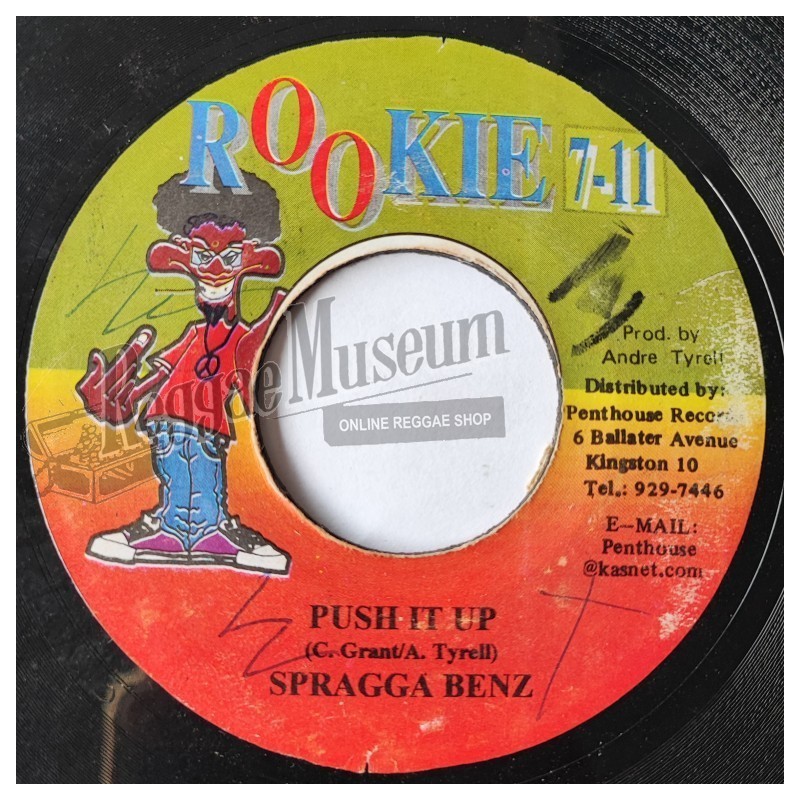 ROOKIE 7-11
Prod. by
Andre Tyrell
Distributed by:
Penthouse Records
6 Ballater Avenue
Kingston 10
Tel.: 929-7446
E-MAIL:
Penthouse
@kasnet.com
Reggae Museum
ONLINE REGGAE SHOP
PUSH IT UP
(C. Grant/A. Tyrell)
SPRAGGA BENZ